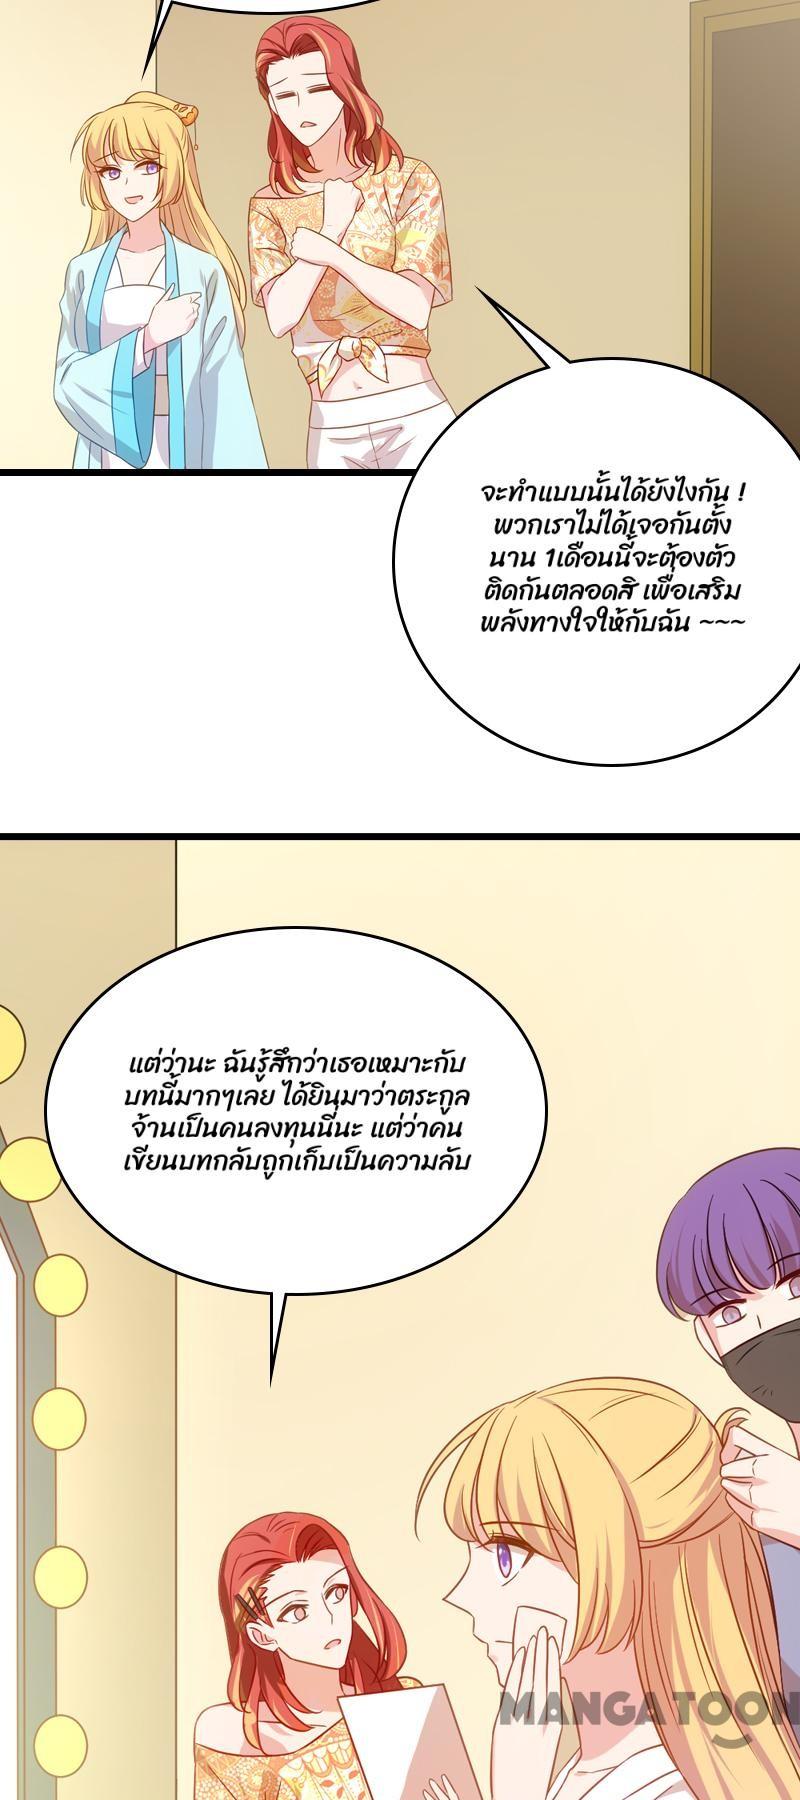 จะทำแบบนั้นได้ยังไงกัน !
พวกเราไม่ได้เจอกันตั้ง
นาน 1เดือนนี้จะต้องตัว
ติดกันตลอดสิ เพื่อเสริม
พลังทางใจให้กับฉัน ~~~
แต่ว่านะ ฉันรู้สึกว่าเธอเหมาะกับ
บทนี้มากๆเลย ได้ยินมาว่าตระกูล
จ้านเป็นคนลงทุนนี่นะ แต่ว่าคน
เขียนบทกลับถูกเก็บเป็นความลับ
MANGATOON